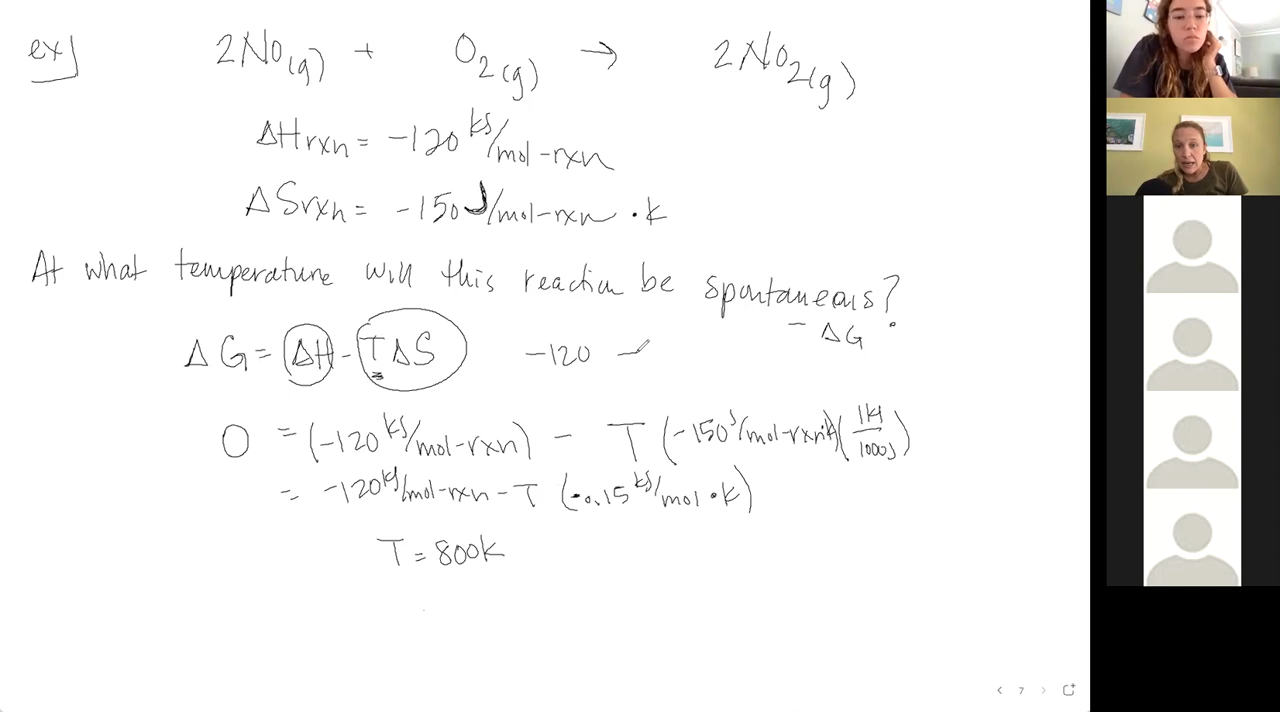 ex) 2NO(g) + O₂(g) → 2NO₂(g)
ΔHrxn = -120 kJ/mol-rxn
ΔSrxn = -150 J/mol-rxn · K
At what temperature will this reaction be spontaneous?
- ΔG
ΔG = ΔH - TΔS -120 -
0 = (-120 kJ/mol-rxn) - T (-150 J/mol-rxn·K)(1kJ/1000J)
= -120 kJ/mol-rxn - T (-0.15 kJ/mol · K)
T = 800K
< 7 >